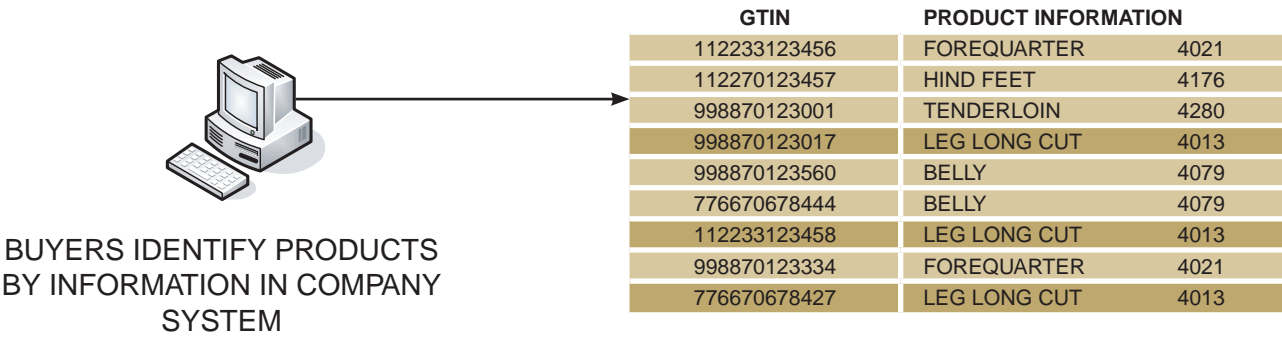 GTIN PRODUCT INFORMATION
112233123456 FOREQUARTER 4021
112270123457 HIND FEET 4176
998870123001 TENDERLOIN 4280
998870123017 LEG LONG CUT 4013
998870123560 BELLY 4079
776670678444 BELLY 4079
112233123458 LEG LONG CUT 4013
998870123334 FOREQUARTER 4021
776670678427 LEG LONG CUT 4013
BUYERS IDENTIFY PRODUCTS
BY INFORMATION IN COMPANY
SYSTEM